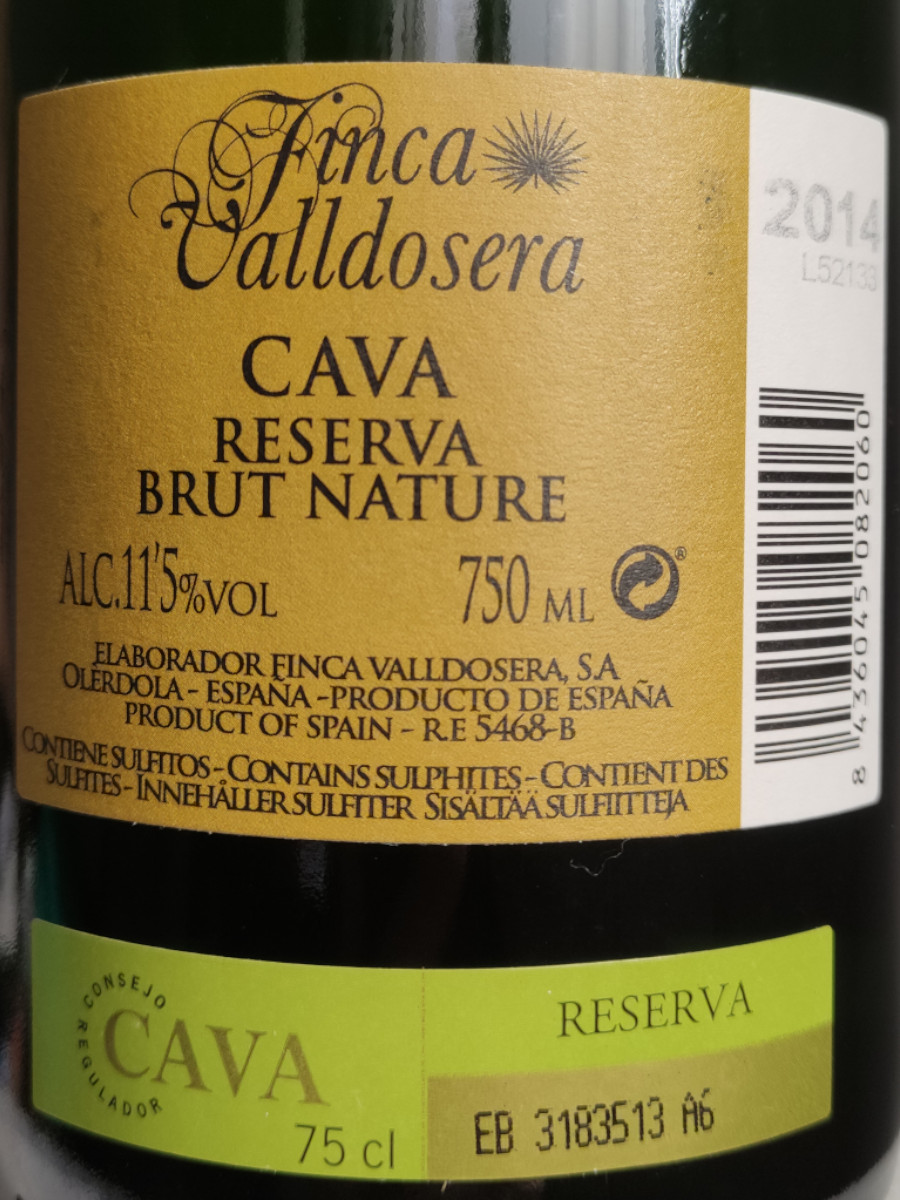 Finca
Valldosera
CAVA
RESERVA
BRUT NATURE
ALC.11'5%VOL
750 ML
®
ELABORADOR FINCA VALLDOSERA, S.A
OLÈRDOLA - ESPAÑA -PRODUCTO DE ESPAÑA
PRODUCT OF SPAIN - R.E 5468-B
CONTIENE SULFITOS - CONTAINS SULPHITES - CONTIENT DES
SULFITES - INNEHÅLLER SULFITER SISÄLTÄÄ SULFIITTEJA
2014
L52133
8 436045 082060
CONSEJO REGULADOR
CAVA
75 cl
RESERVA
EB 3183513 A6